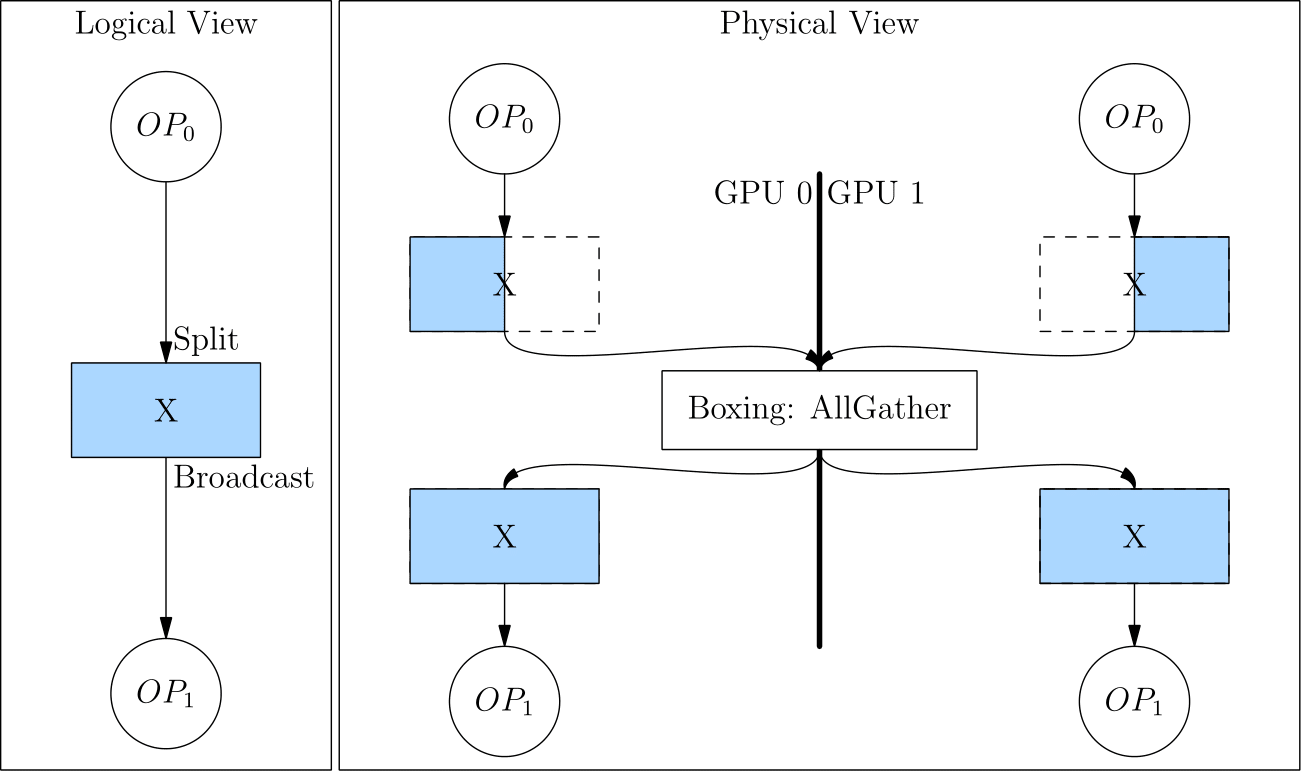 Logical View
OP₀
Split
X
Broadcast
OP₁
Physical View
OP₀ OP₀
GPU 0 GPU 1
X X
Boxing: AllGather
X X
OP₁ OP₁